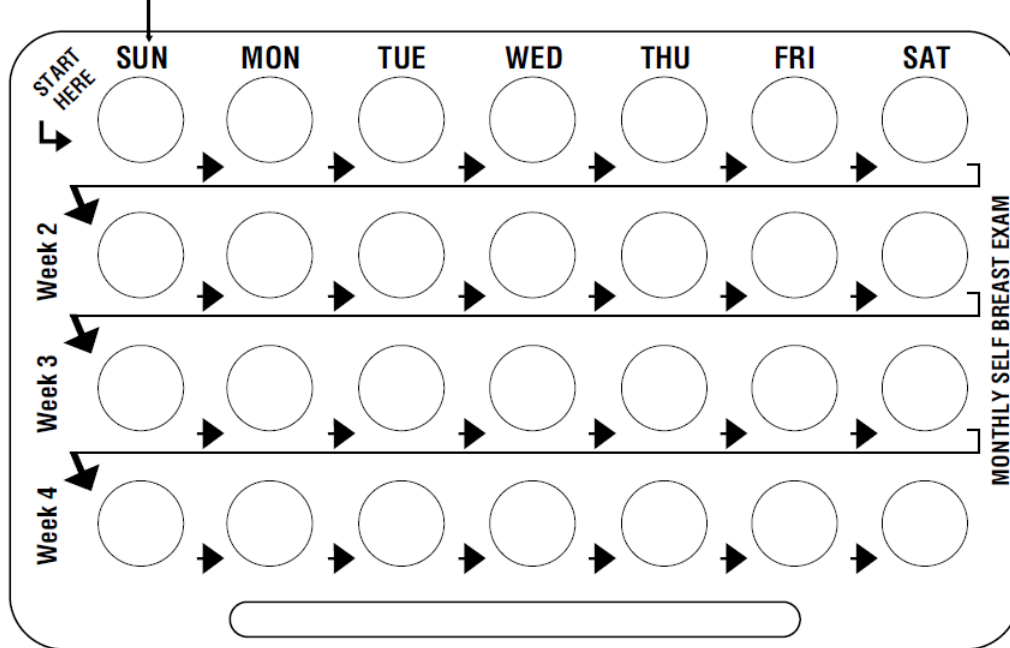 START
HERE
SUN MON TUE WED THU FRI SAT
Week 2
Week 3
Week 4
MONTHLY SELF BREAST EXAM